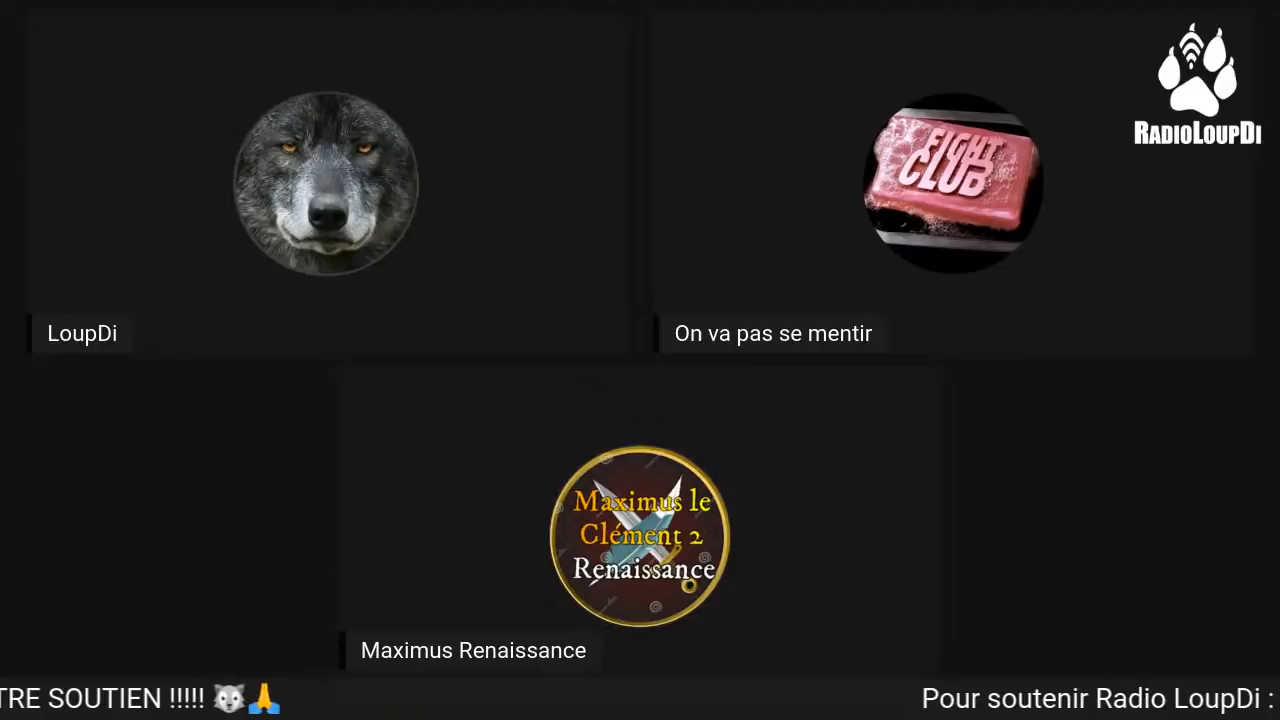 RADIOLOUPDI
FIGHT
CLUB
LoupDi
On va pas se mentir
Maximus le
Clément 2
Renaissance
Maximus Renaissance
TRE SOUTIEN !!!!! 🐺🙏
Pour soutenir Radio LoupDi :